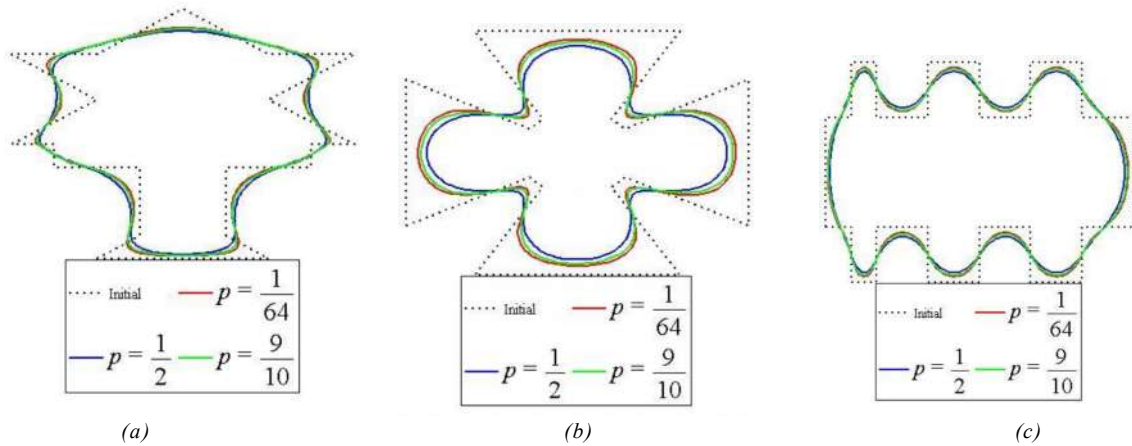 Initial p = 1/64
p = 1/2 p = 9/10
(a)
Initial p = 1/64
p = 1/2 p = 9/10
(b)
Initial p = 1/64
p = 1/2 p = 9/10
(c)